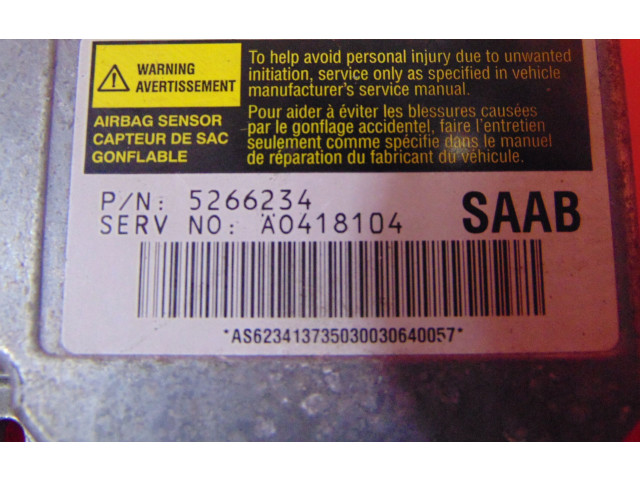 WARNING
AVERTISSEMENT
AIRBAG SENSOR
CAPTEUR DE SAC
GONFLABLE
To help avoid personal injury due to unwanted
initiation, service only as specified in vehicle
manufacturer's service manual.
Pour aider à éviter les blessures causées
par le gonflage accidentel, faire l'entretien
seulement comme spécifié dans le manuel
de réparation du fabricant du véhicule.
P/N: 5266234
SERV NO: A0418104
SAAB
*AS623413735030030640057*